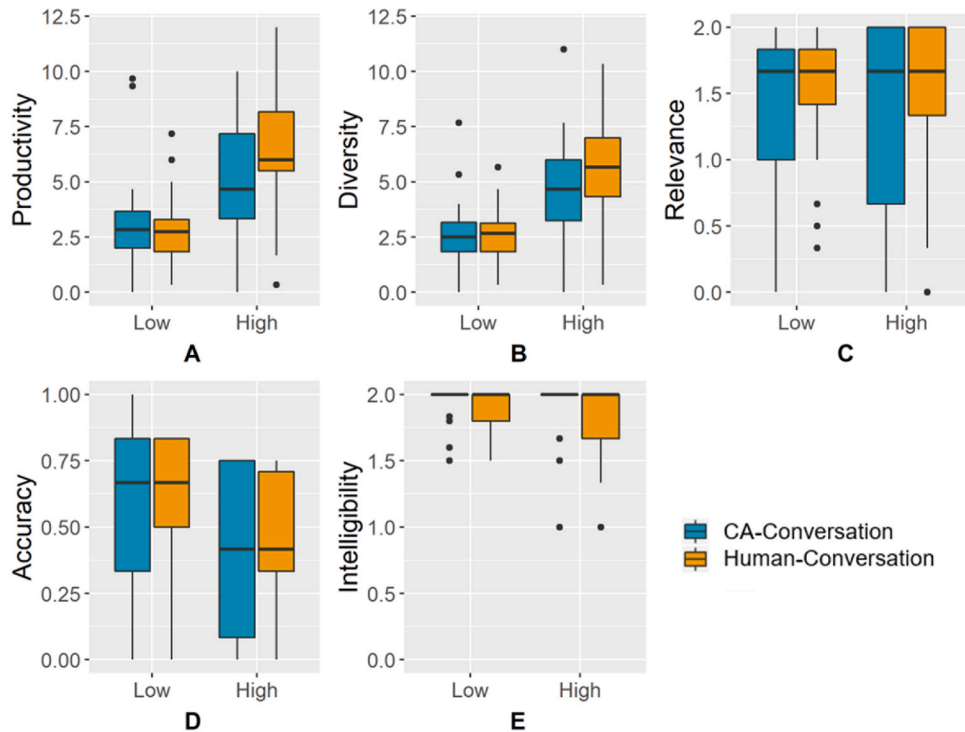 Productivity
12.5
10.0
7.5
5.0
2.5
0.0
Low High
A
Diversity
12.5
10.0
7.5
5.0
2.5
0.0
Low High
B
Relevance
2.0
1.5
1.0
0.5
0.0
Low High
C
Accuracy
1.00
0.75
0.50
0.25
0.00
Low High
D
Intelligibility
2.0
1.5
1.0
0.5
0.0
Low High
E
CA-Conversation
Human-Conversation